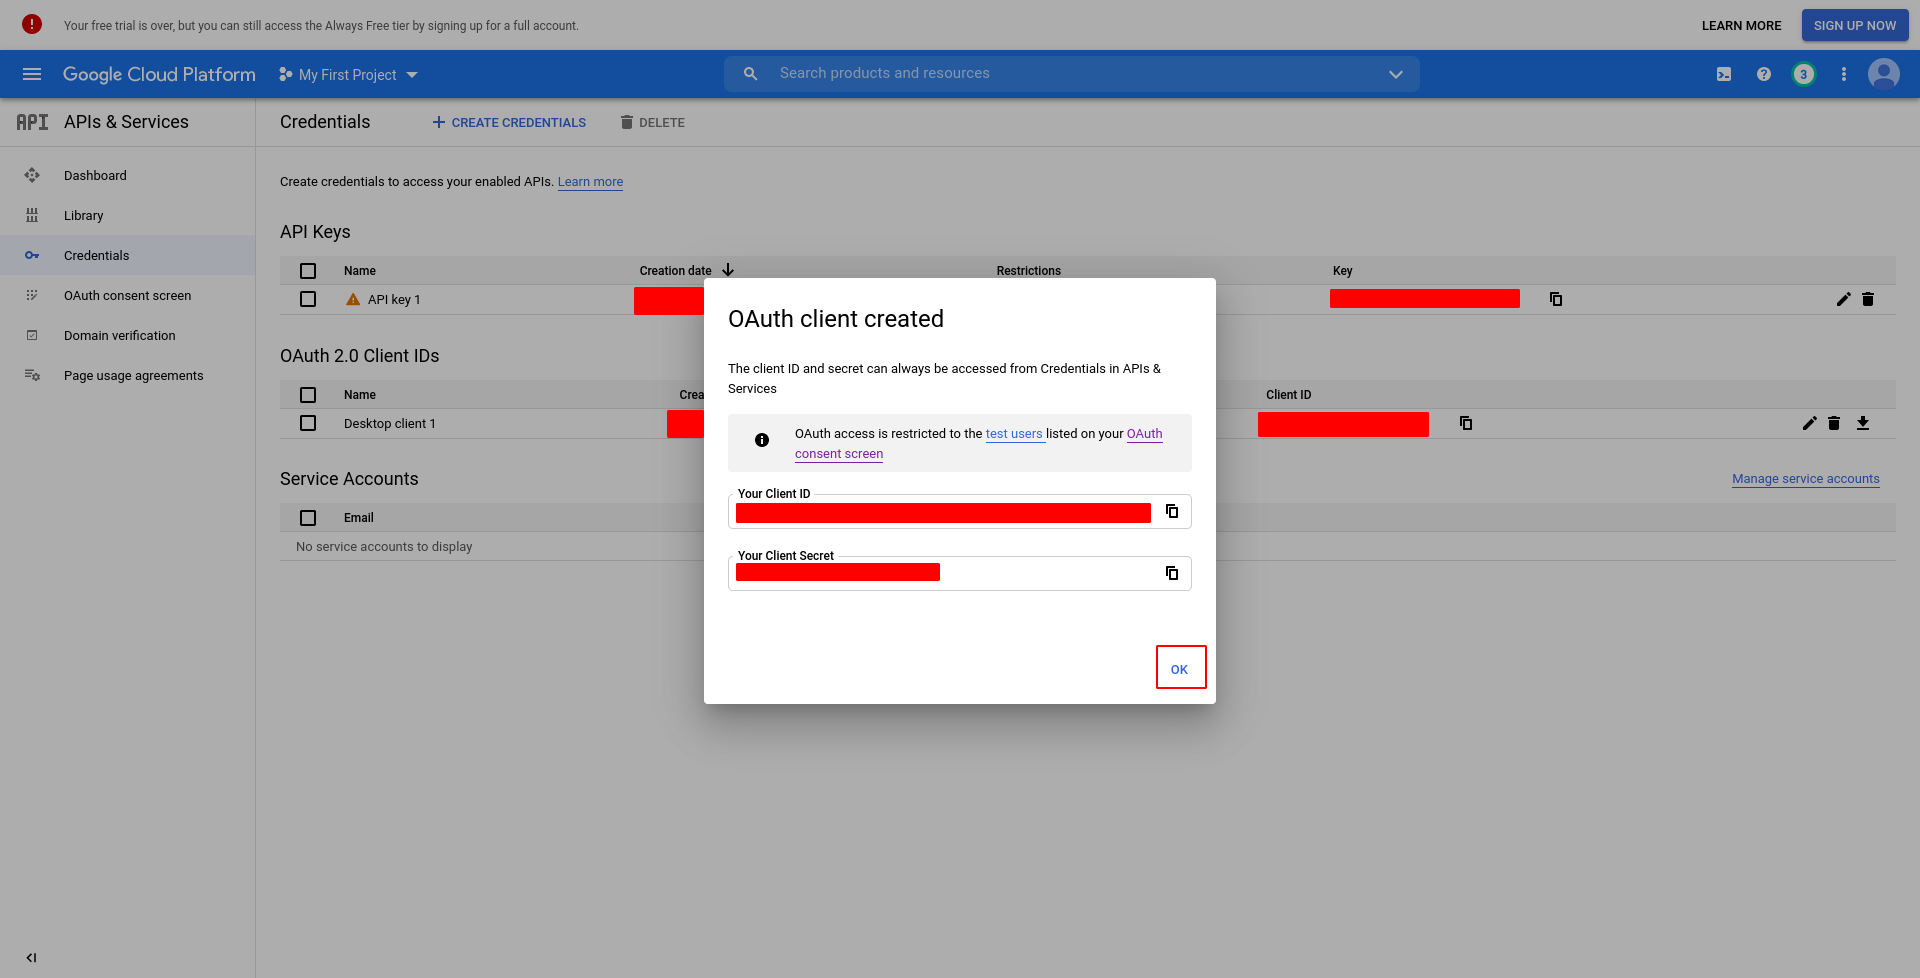 Your free trial is over, but you can still access the Always Free tier by signing up for a full account.
LEARN MORE
SIGN UP NOW
Google Cloud Platform
My First Project
Search products and resources
3
API
APIs & Services
Credentials
CREATE CREDENTIALS
DELETE
Dashboard
Library
Credentials
OAuth consent screen
Domain verification
Page usage agreements
Create credentials to access your enabled APIs. Learn more
API Keys
Name
Creation date
Restrictions
Key
API key 1
OAuth 2.0 Client IDs
Name
Crea
Client ID
Desktop client 1
Service Accounts
Manage service accounts
Email
No service accounts to display
OAuth client created
The client ID and secret can always be accessed from Credentials in APIs &
Services
OAuth access is restricted to the test users listed on your OAuth
consent screen
Your Client ID
Your Client Secret
OK